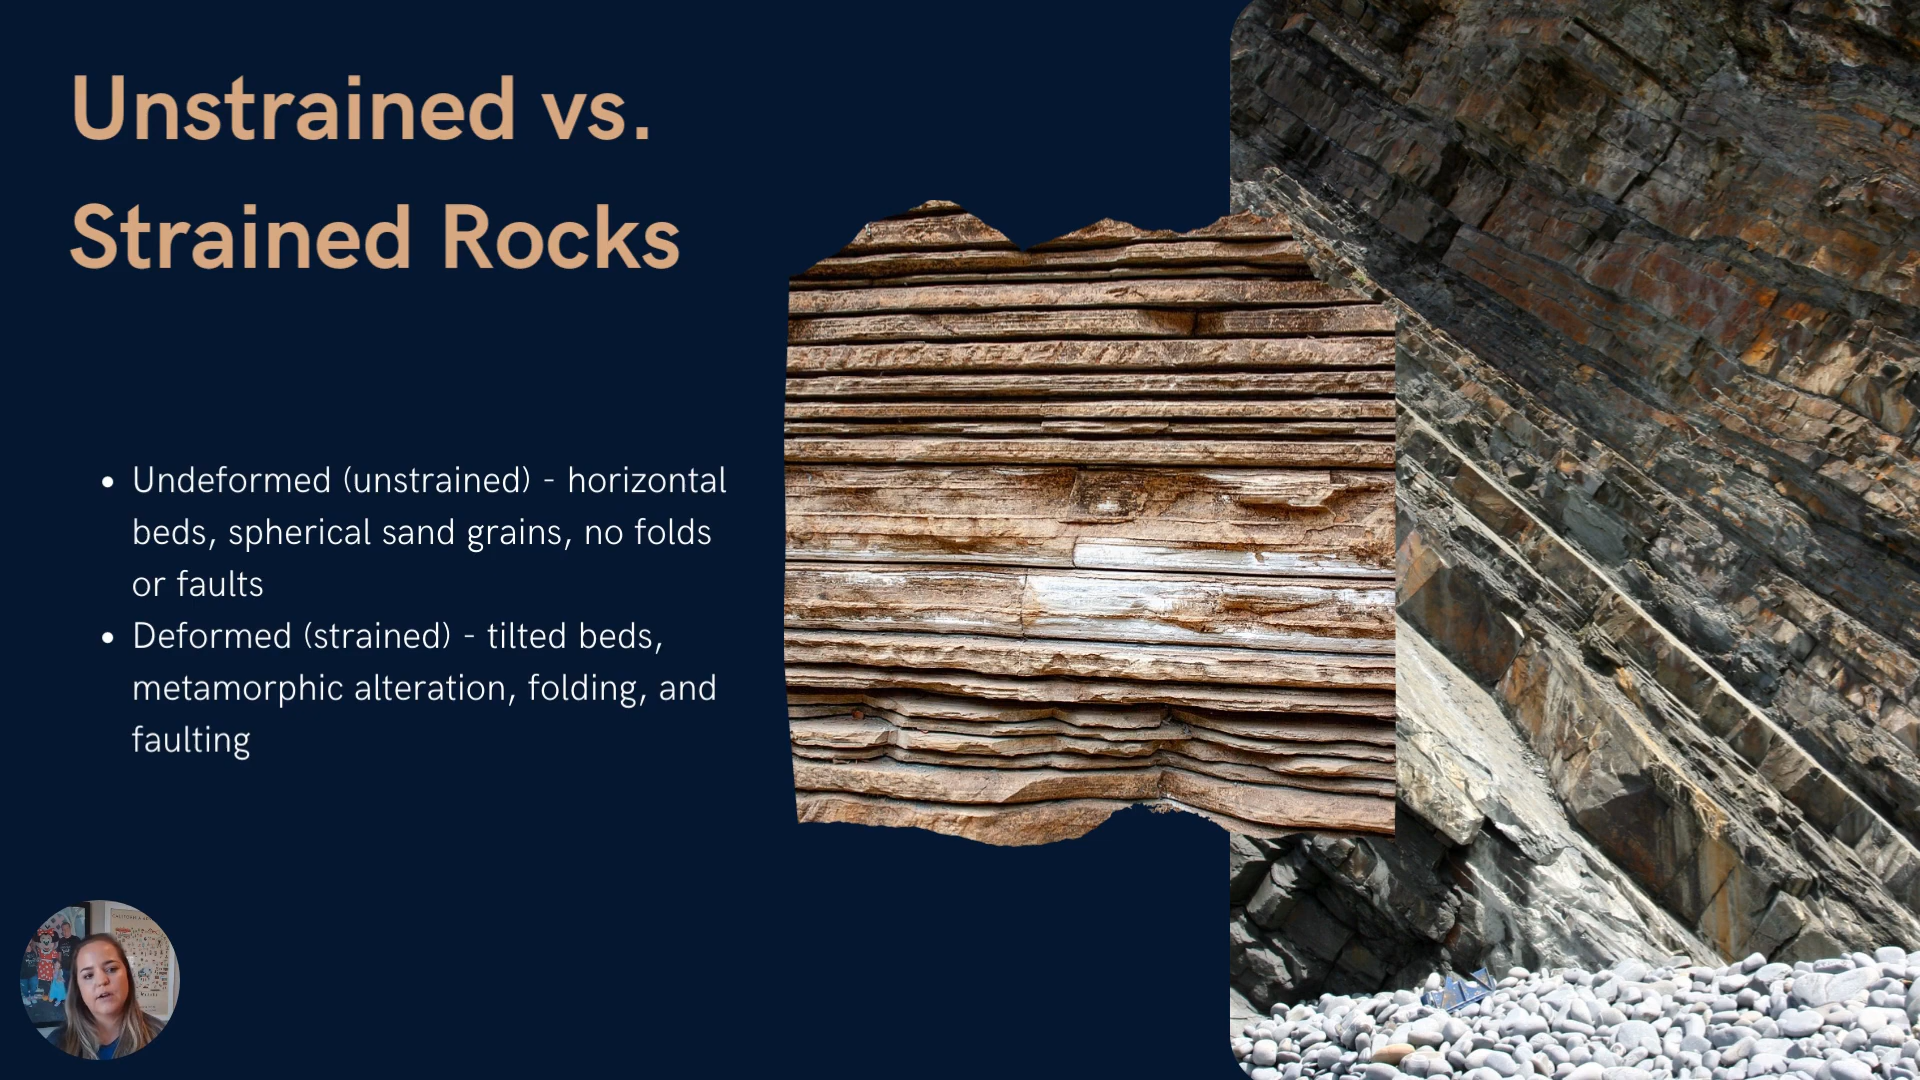 Unstrained vs.
Strained Rocks
• Undeformed (unstrained) - horizontal
beds, spherical sand grains, no folds
or faults
• Deformed (strained) - tilted beds,
metamorphic alteration, folding, and
faulting